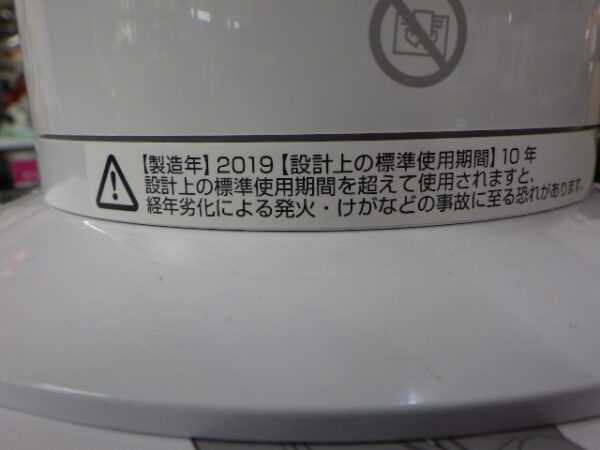 【製造年】2019【設計上の標準使用期間】10年
設計上の標準使用期間を超えて使用されますと、
経年劣化による発火・けがなどの事故に至る恐れがあります。